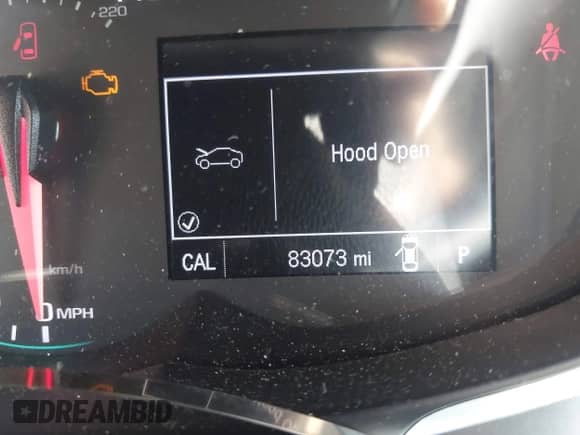 220
Hood Open
CAL 83073 mi P
km/h
0 MPH
DREAMBID